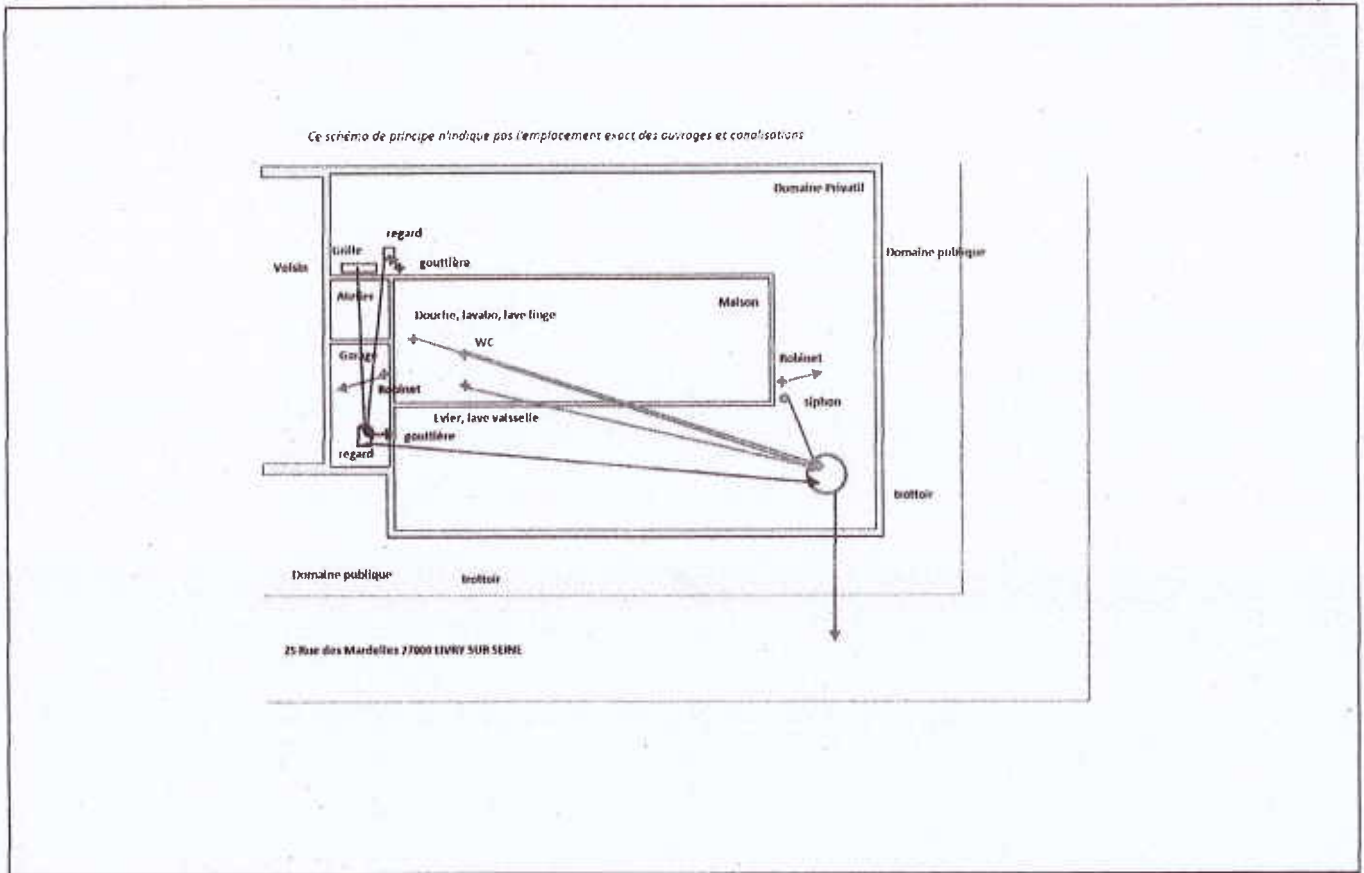 Ce schéma de principe n'indique pas l'emplacement exact des ouvrages et canalisations
Domaine Privatif
regard
Grille
gouttière
Voisin
Domaine publique
Atelier
Maison
Douche, lavabo, lave linge
WC
Garage
Robinet
Robinet
siphon
Evier, lave vaisselle
gouttière
regard
trottoir
Domaine publique
trottoir
25 Rue des Mardelles 77000 LIVRY SUR SEINE